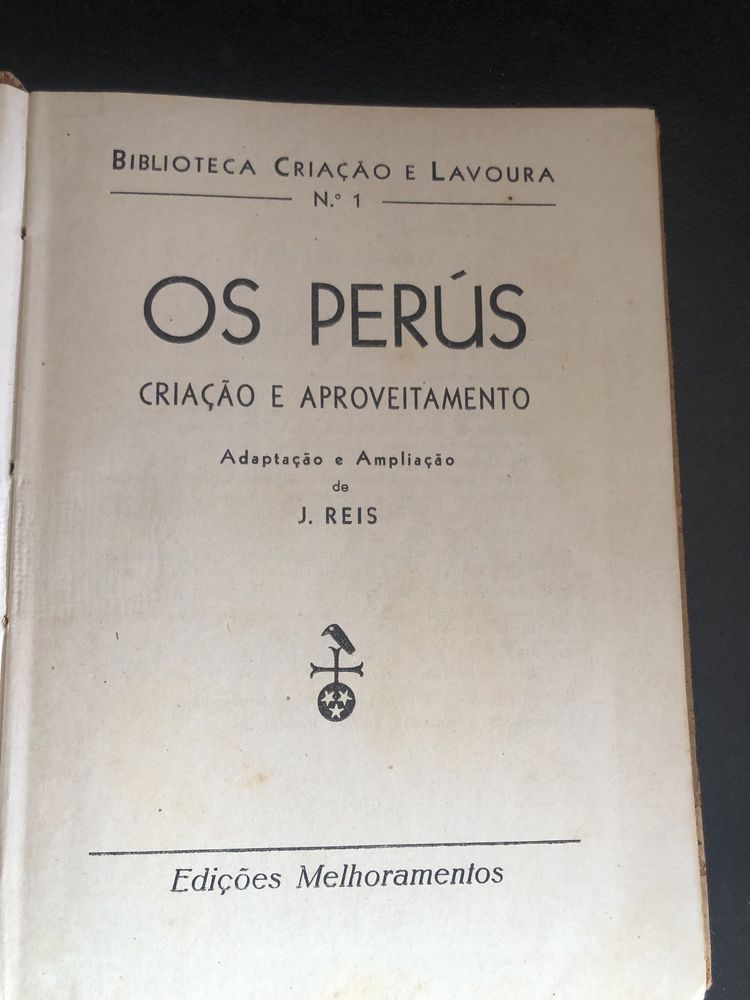 BIBLIOTECA CRIAÇÃO E LAVOURA
N.º 1
OS PERÚS
CRIAÇÃO E APROVEITAMENTO
Adaptação e Ampliação
de
J. REIS
Edições Melhoramentos